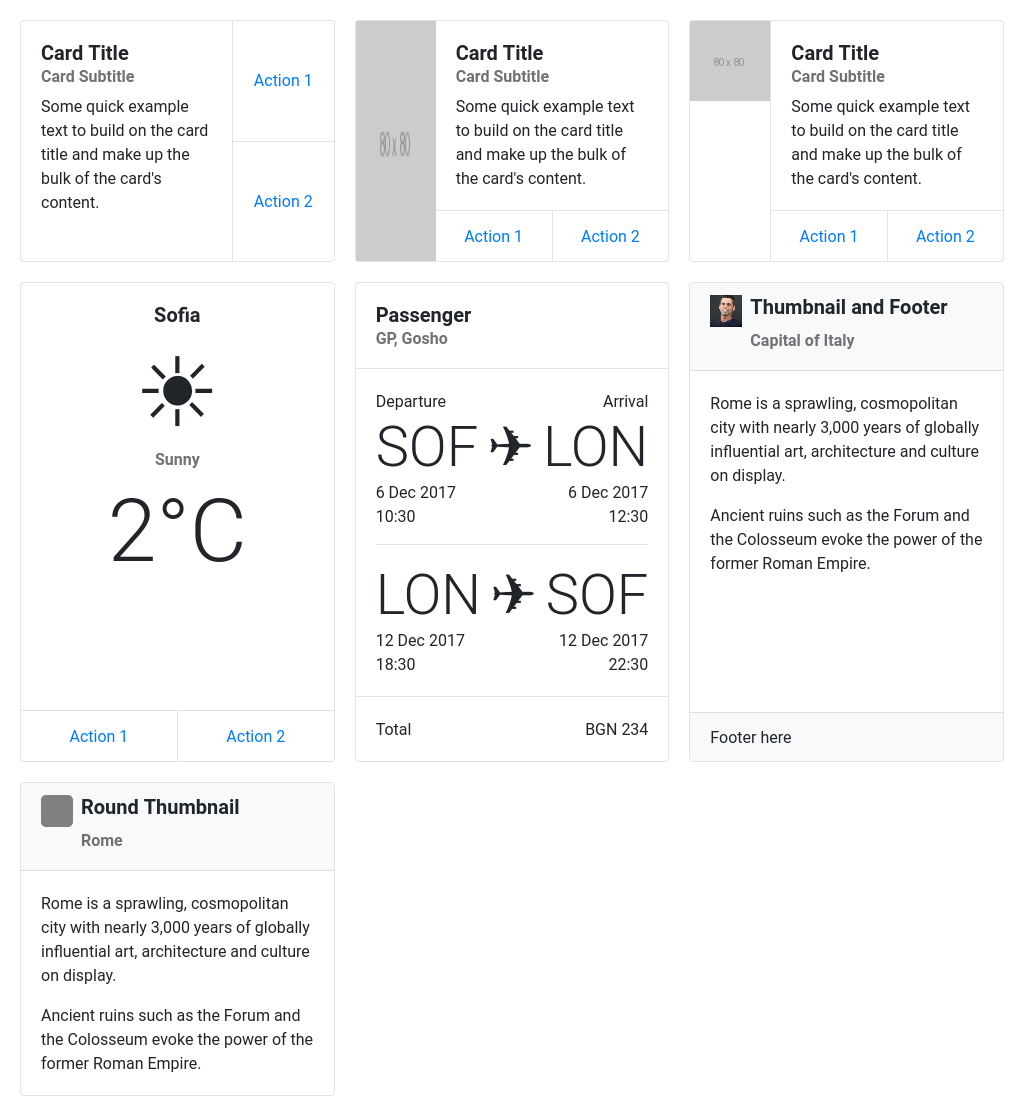 Card Title
Card Subtitle
Some quick example
text to build on the card
title and make up the
bulk of the card's
content.
Action 1
Action 2
80 x 80
Card Title
Card Subtitle
Some quick example text
to build on the card title
and make up the bulk of
the card's content.
Action 1
Action 2
80 x 80
Card Title
Card Subtitle
Some quick example text
to build on the card title
and make up the bulk of
the card's content.
Action 1
Action 2
Sofia
Sunny
2°C
Action 1
Action 2
Passenger
GP, Gosho
Departure Arrival
SOF ✈ LON
6 Dec 2017 6 Dec 2017
10:30 12:30
LON ✈ SOF
12 Dec 2017 12 Dec 2017
18:30 22:30
Total BGN 234
Thumbnail and Footer
Capital of Italy
Rome is a sprawling, cosmopolitan
city with nearly 3,000 years of globally
influential art, architecture and culture
on display.
Ancient ruins such as the Forum and
the Colosseum evoke the power of the
former Roman Empire.
Footer here
Round Thumbnail
Rome
Rome is a sprawling, cosmopolitan
city with nearly 3,000 years of globally
influential art, architecture and culture
on display.
Ancient ruins such as the Forum and
the Colosseum evoke the power of the
former Roman Empire.